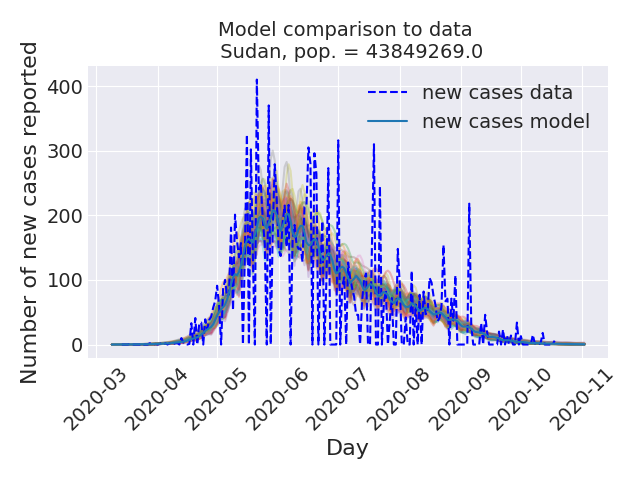 Model comparison to data
Sudan, pop. = 43849269.0
Number of new cases reported
400
300
200
100
0
new cases data
new cases model
2020-03
2020-04
2020-05
2020-06
2020-07
2020-08
2020-09
2020-10
2020-11
Day